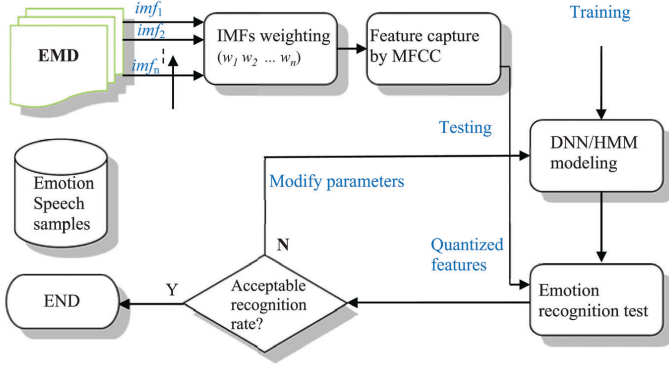 EMD
imf1
imf2
imfn
IMFs weighting
(w1 w2 ... wn)
Feature capture
by MFCC
Training
Testing
DNN/HMM
modeling
Emotion
Speech
samples
Modify parameters
N
Quantized
features
END
Y
Acceptable
recognition
rate?
Emotion
recognition test